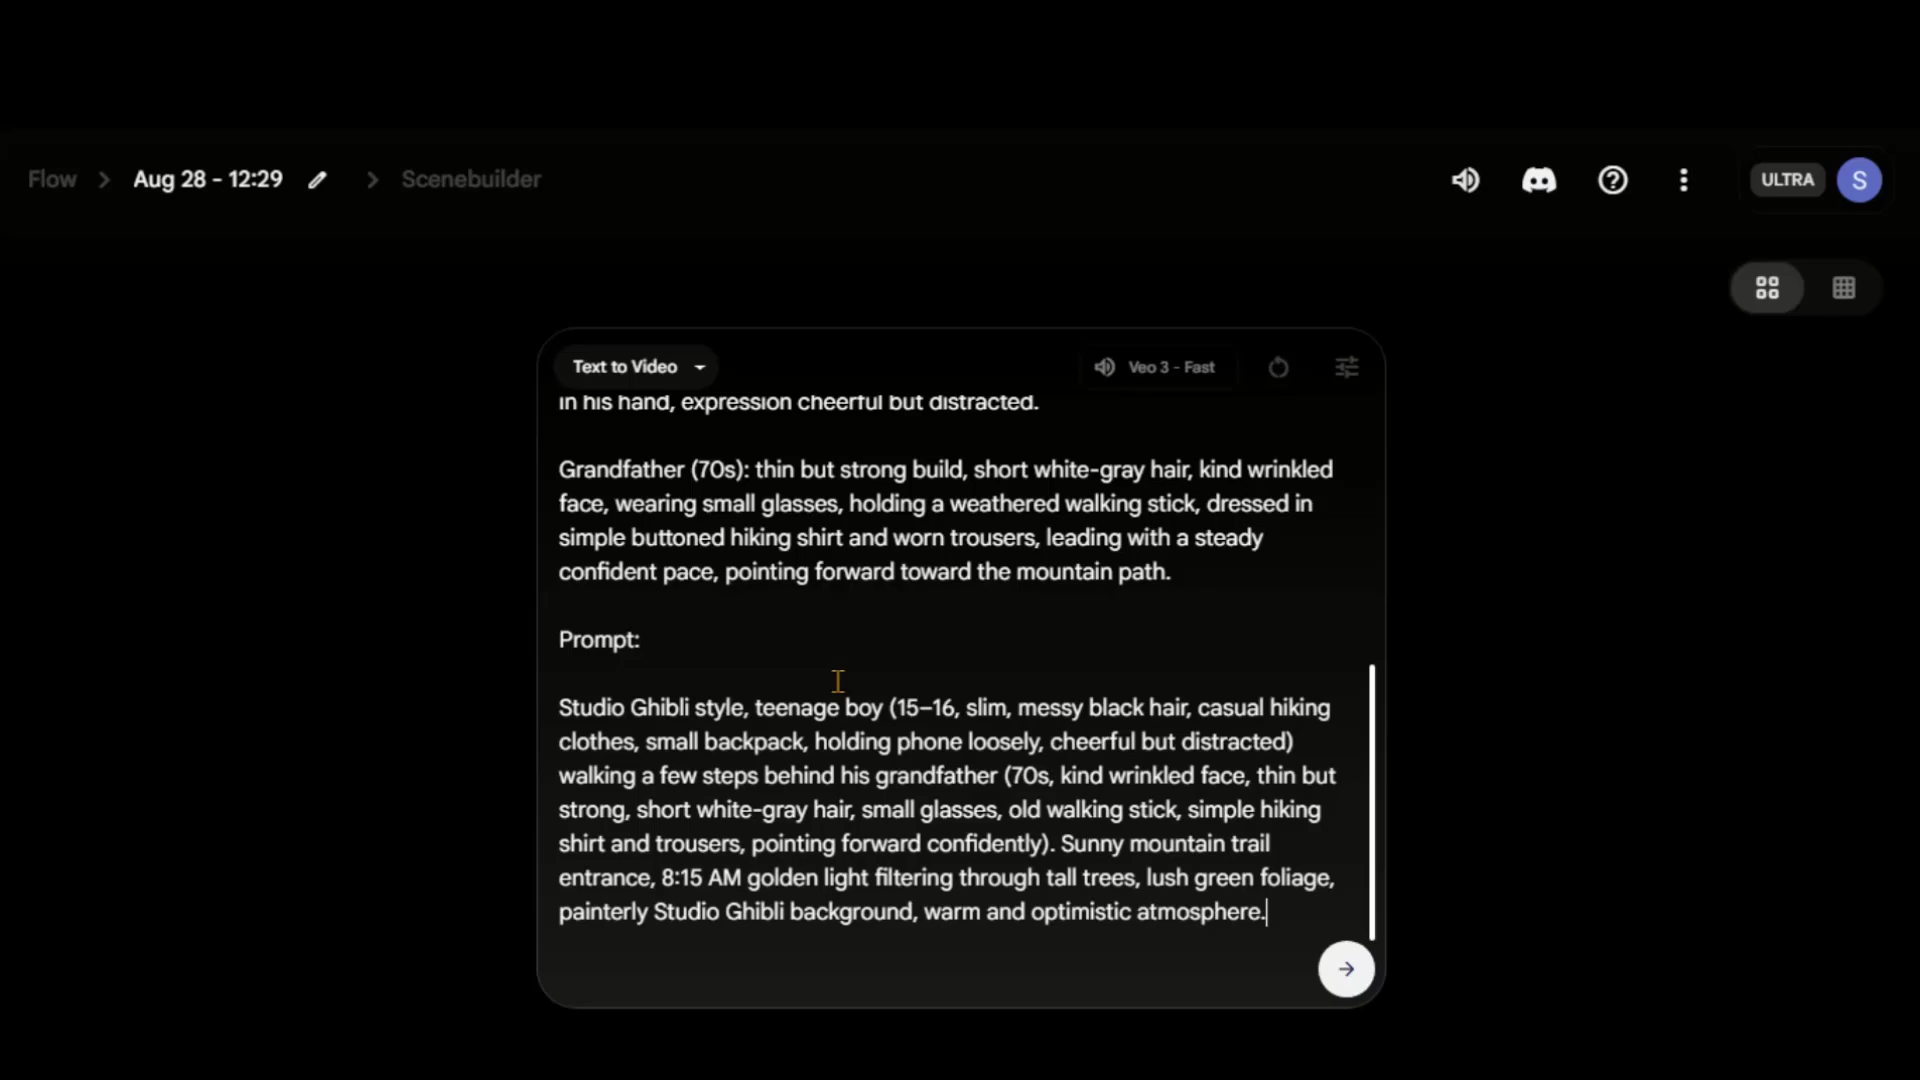 Flow > Aug 28 - 12:29 > Scenebuilder
ULTRA S
Text to Video Veo 3 - Fast
in his hand, expression cheerful but distracted.
Grandfather (70s): thin but strong build, short white-gray hair, kind wrinkled
face, wearing small glasses, holding a weathered walking stick, dressed in
simple buttoned hiking shirt and worn trousers, leading with a steady
confident pace, pointing forward toward the mountain path.
Prompt:
Studio Ghibli style, teenage boy (15–16, slim, messy black hair, casual hiking
clothes, small backpack, holding phone loosely, cheerful but distracted)
walking a few steps behind his grandfather (70s, kind wrinkled face, thin but
strong, short white-gray hair, small glasses, old walking stick, simple hiking
shirt and trousers, pointing forward confidently). Sunny mountain trail
entrance, 8:15 AM golden light filtering through tall trees, lush green foliage,
painterly Studio Ghibli background, warm and optimistic atmosphere.